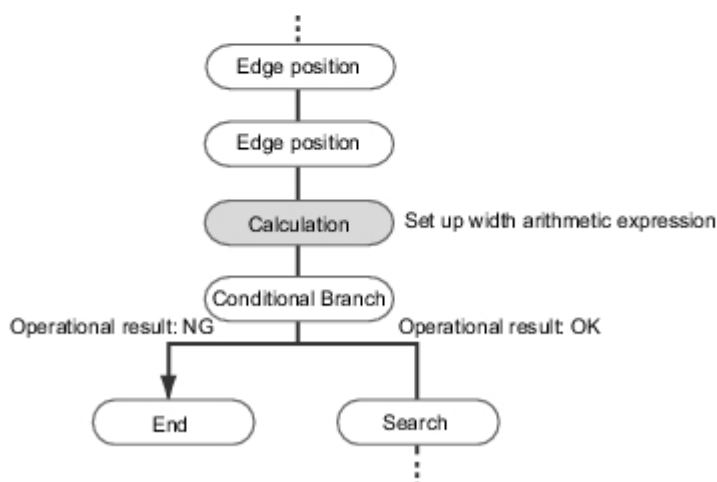 Edge position
Edge position
Calculation
Set up width arithmetic expression
Conditional Branch
Operational result: NG
Operational result: OK
End
Search